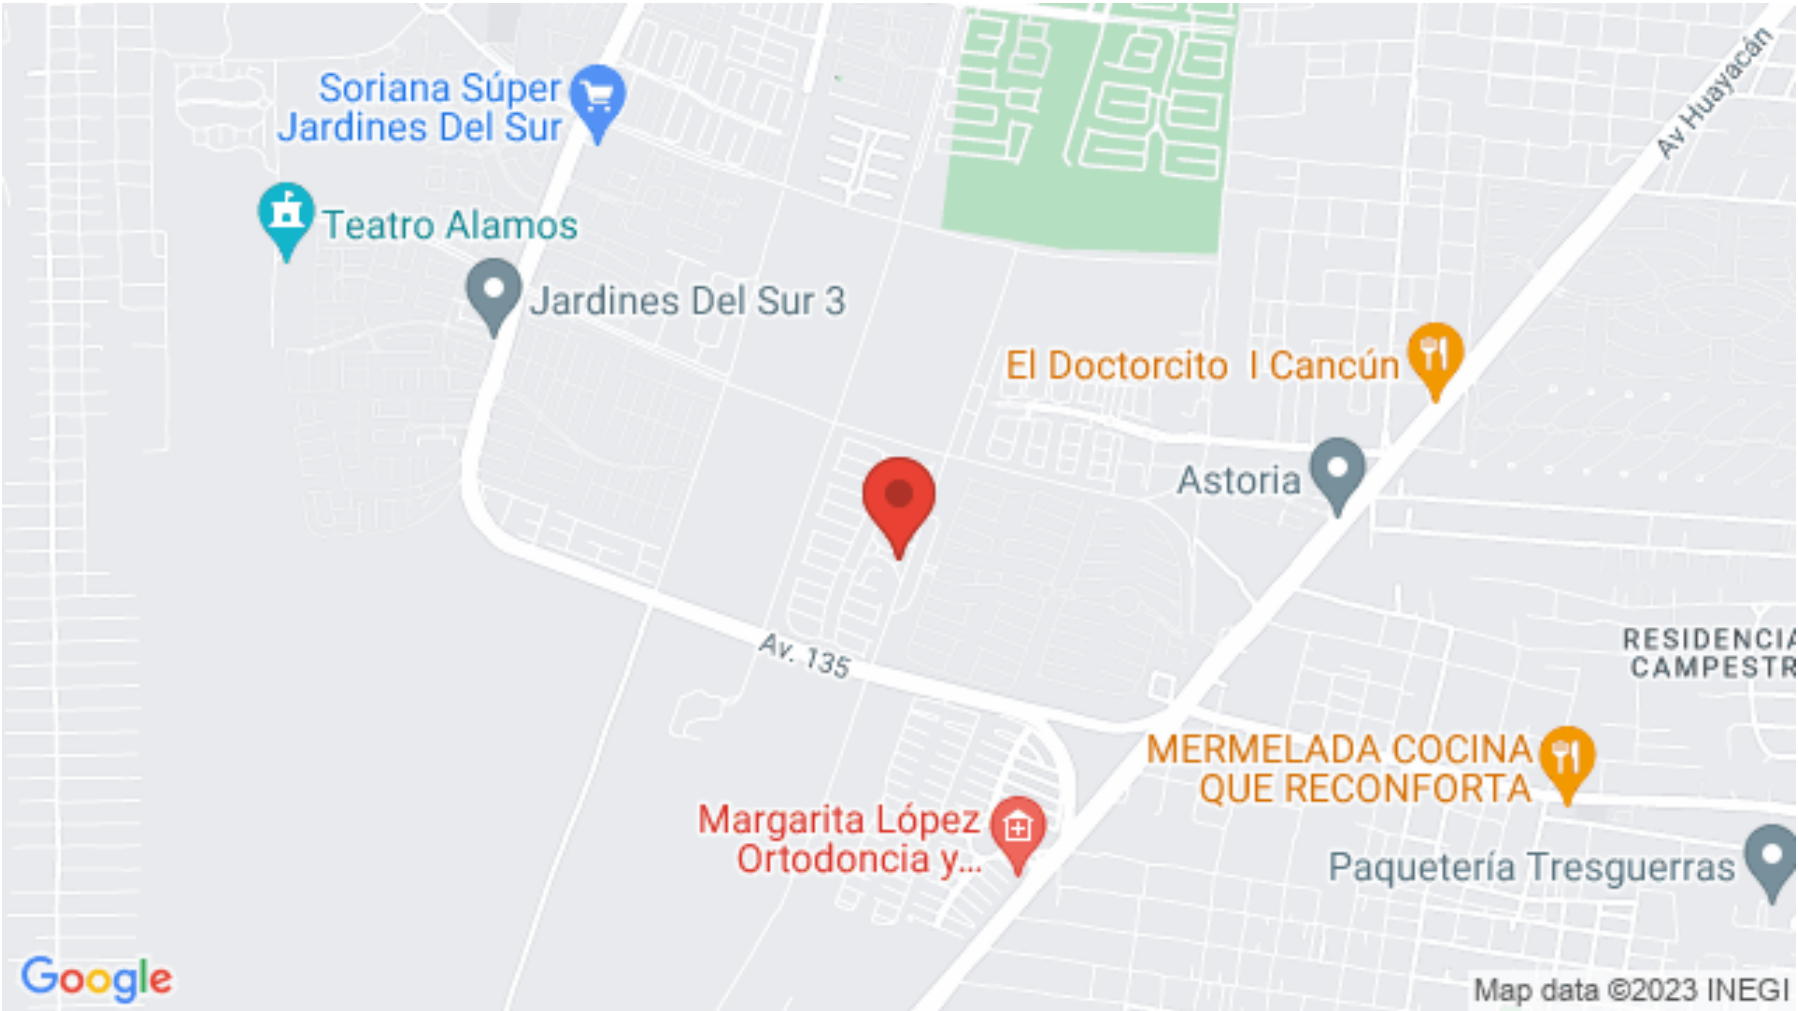 Av Huayacán
Soriana Súper
Jardines Del Sur
Teatro Alamos
Jardines Del Sur 3
El Doctorcito I Cancún
Astoria
Av. 135
RESIDENCIA
CAMPESTR
MERMELADA COCINA
QUE RECONFORTA
Margarita López
Ortodoncia y...
Paquetería Tresguerras
Google
Map data ©2023 INEGI